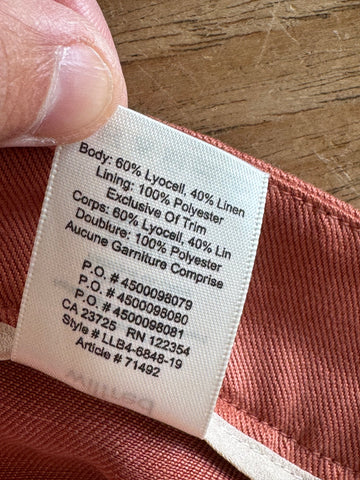 Body: 60% Lyocell, 40% Linen
Lining: 100% Polyester
Exclusive Of Trim
Corps: 60% Lyocell, 40% Lin
Doublure: 100% Polyester
Aucune Garniture Comprise
P.O. # 4500098079
P.O. # 4500098080
P.O. # 4500098081
CA 23725 RN 122354
Style # LLB4-6848-19
Article # 71492